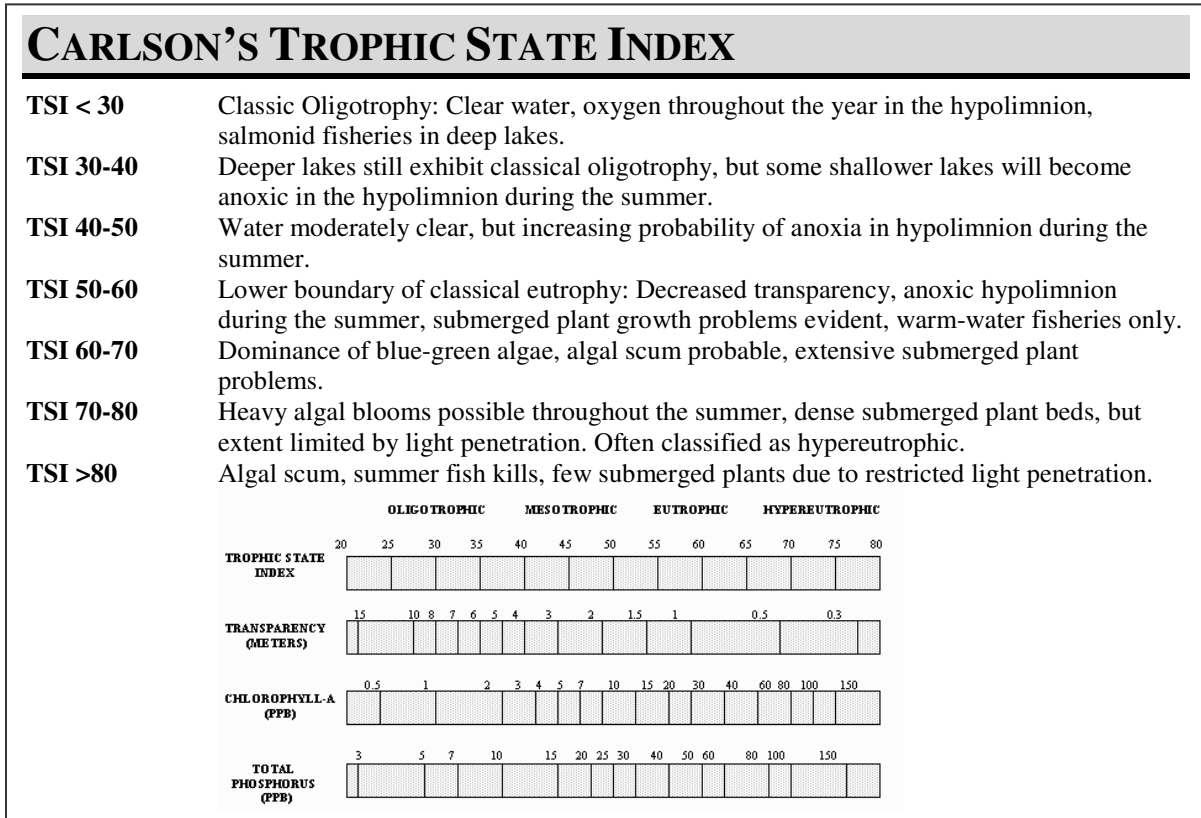 CARLSON'S TROPHIC STATE INDEX
TSI < 30 Classic Oligotrophy: Clear water, oxygen throughout the year in the hypolimnion,
salmonid fisheries in deep lakes.
TSI 30-40 Deeper lakes still exhibit classical oligotrophy, but some shallower lakes will become
anoxic in the hypolimnion during the summer.
TSI 40-50 Water moderately clear, but increasing probability of anoxia in hypolimnion during the
summer.
TSI 50-60 Lower boundary of classical eutrophy: Decreased transparency, anoxic hypolimnion
during the summer, submerged plant growth problems evident, warm-water fisheries only.
TSI 60-70 Dominance of blue-green algae, algal scum probable, extensive submerged plant
problems.
TSI 70-80 Heavy algal blooms possible throughout the summer, dense submerged plant beds, but
extent limited by light penetration. Often classified as hypereutrophic.
TSI >80 Algal scum, summer fish kills, few submerged plants due to restricted light penetration.
OLIGOTROPHIC MESOTROPHIC EUTROPHIC HYPEREUTROPHIC
20 25 30 35 40 45 50 55 60 65 70 75 80
TROPHIC STATE
INDEX
15 10 8 7 6 5 4 3 2 1.5 1 0.5 0.3
TRANSPARENCY
(METERS)
0.5 1 2 3 4 5 7 10 15 20 30 40 60 80 100 150
CHLOROPHYLL-A
(PPB)
3 5 7 10 15 20 25 30 40 50 60 80 100 150
TOTAL
PHOSPHORUS
(PPB)